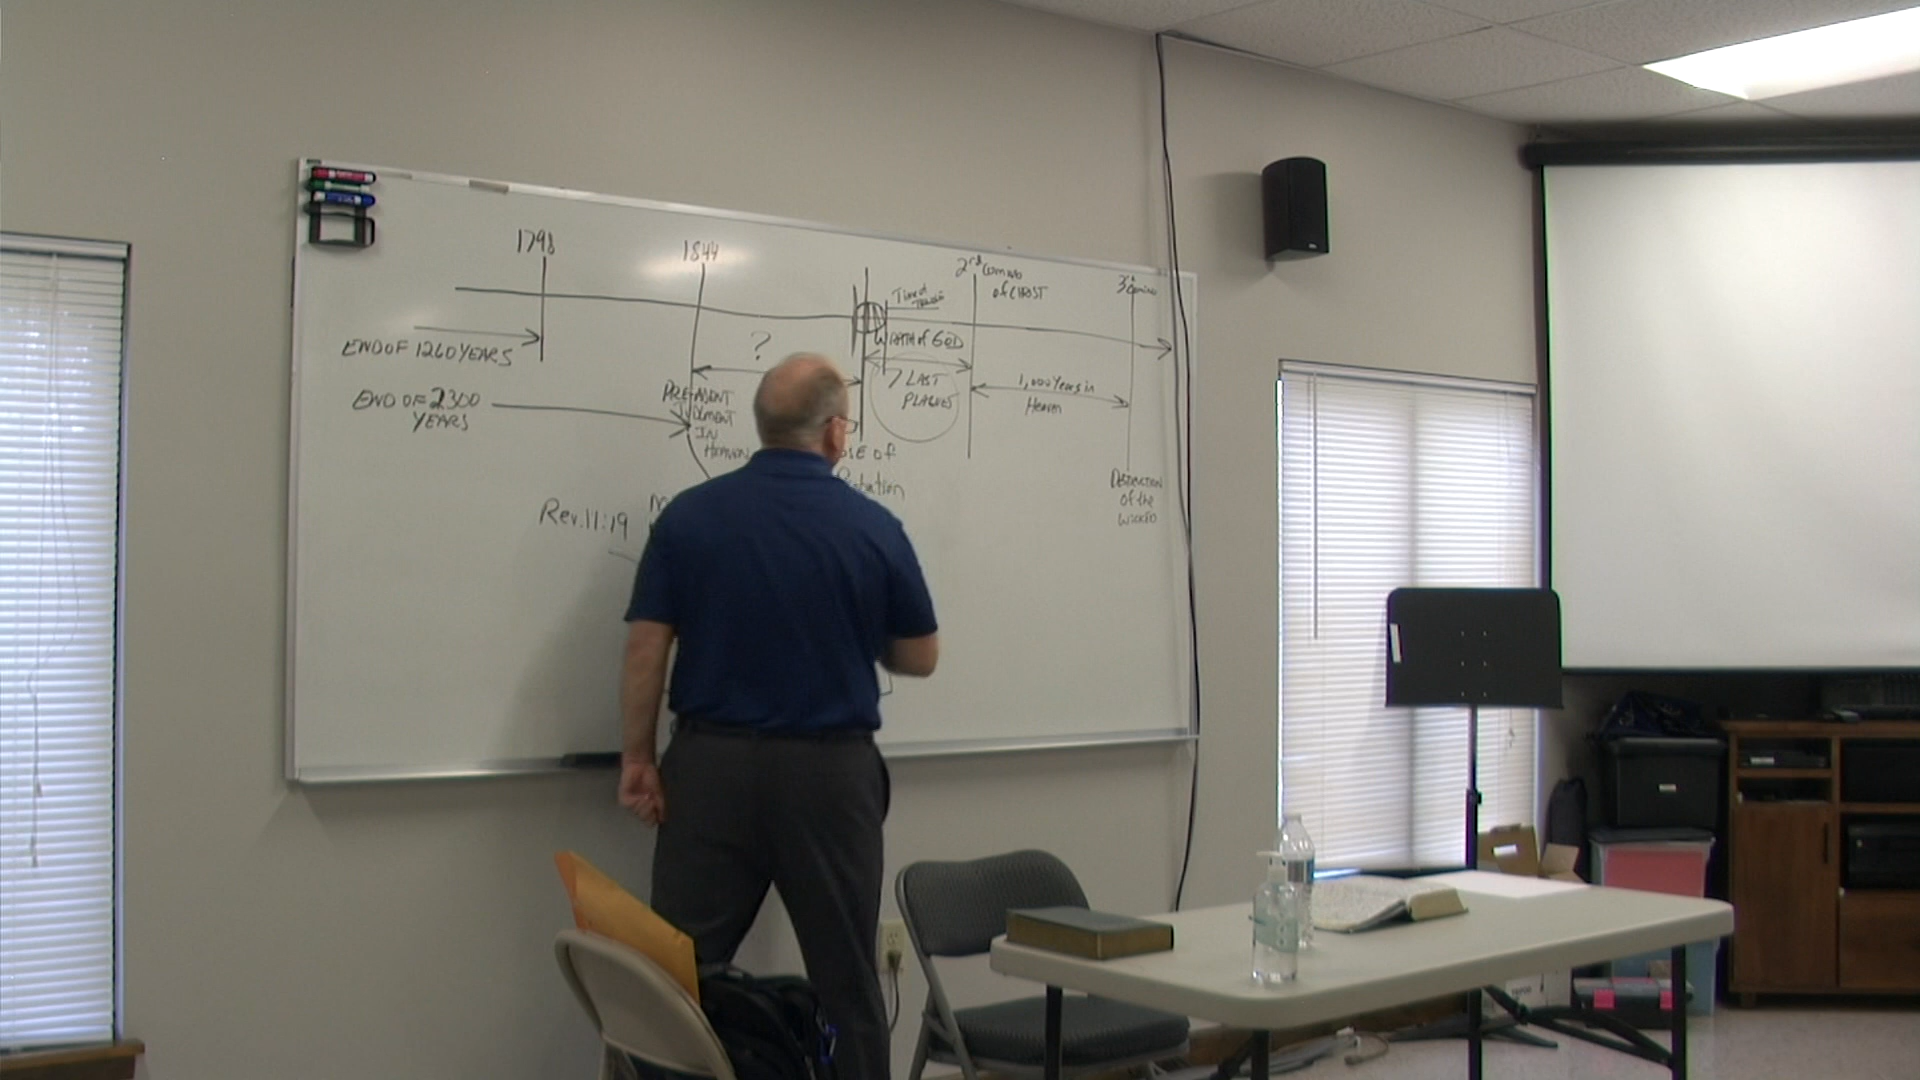 1798
1844
2nd Coming
of CHRIST
3rd Coming
Time of
Trouble
?
WRATH of GOD
END OF 1260 YEARS
7 LAST
PLAGUES
1,000 Years in
Heaven
END OF 2300
YEARS
PRE-ADVENT
JUDGMENT
IN
HEAVEN
OSE OF
Probation
Rev. 11:19
DESTRUCTION
of the
WICKED